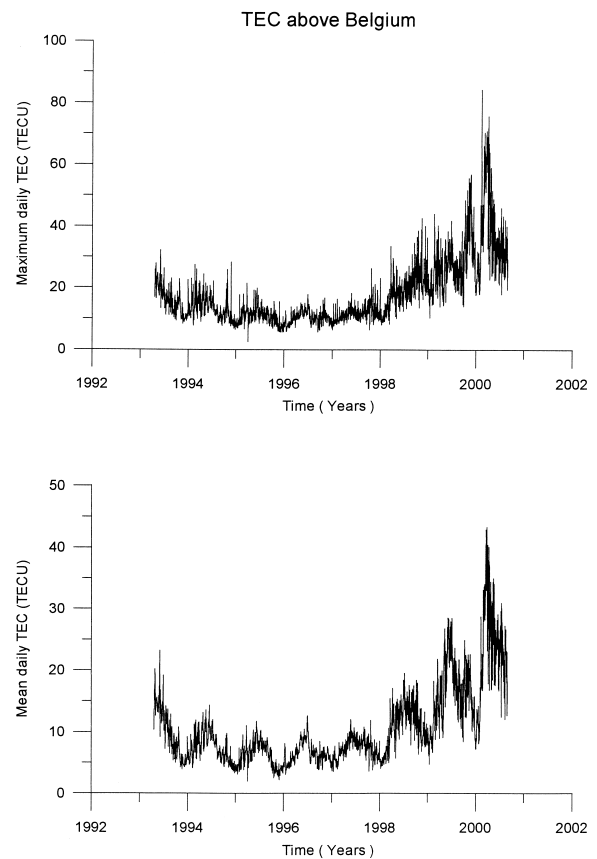 TEC above Belgium
100
80
60
40
20
0
Maximum daily TEC (TECU)
1992 1994 1996 1998 2000 2002
Time ( Years )
50
40
30
20
10
0
Mean daily TEC (TECU)
1992 1994 1996 1998 2000 2002
Time ( Years )